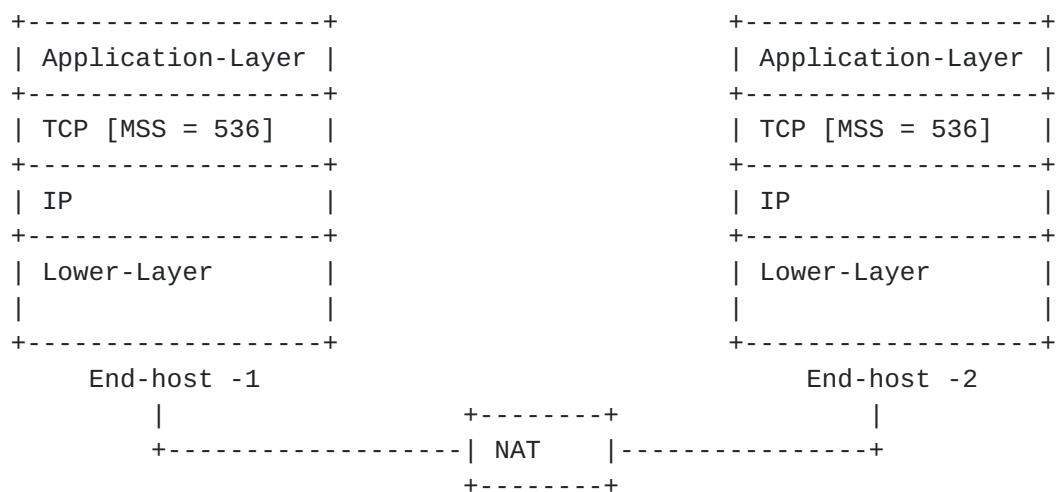 Application-Layer Application-Layer
TCP [MSS = 536] TCP [MSS = 536]
IP IP
Lower-Layer Lower-Layer
End-host -1 End-host -2
NAT